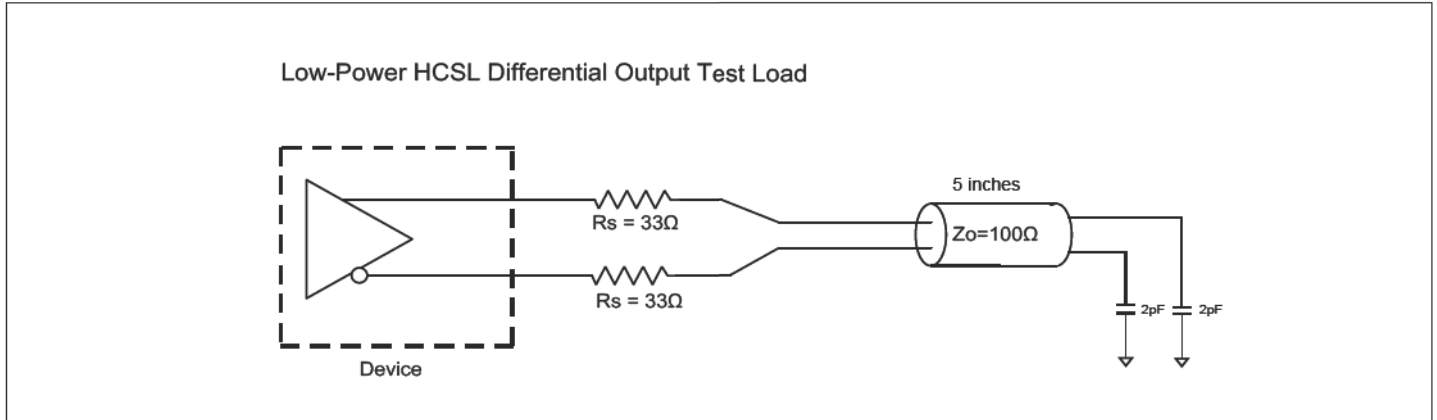 Low-Power HCSL Differential Output Test Load
5 inches
Rs = 33Ω
Zo=100Ω
Rs = 33Ω
2pF
2pF
Device